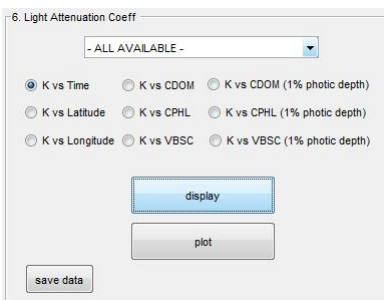 6. Light Attenuation Coeff
- ALL AVAILABLE -
K vs Time K vs CDOM K vs CDOM (1% photic depth)
K vs Latitude K vs CPHL K vs CPHL (1% photic depth)
K vs Longitude K vs VBSC K vs VBSC (1% photic depth)
display
plot
save data